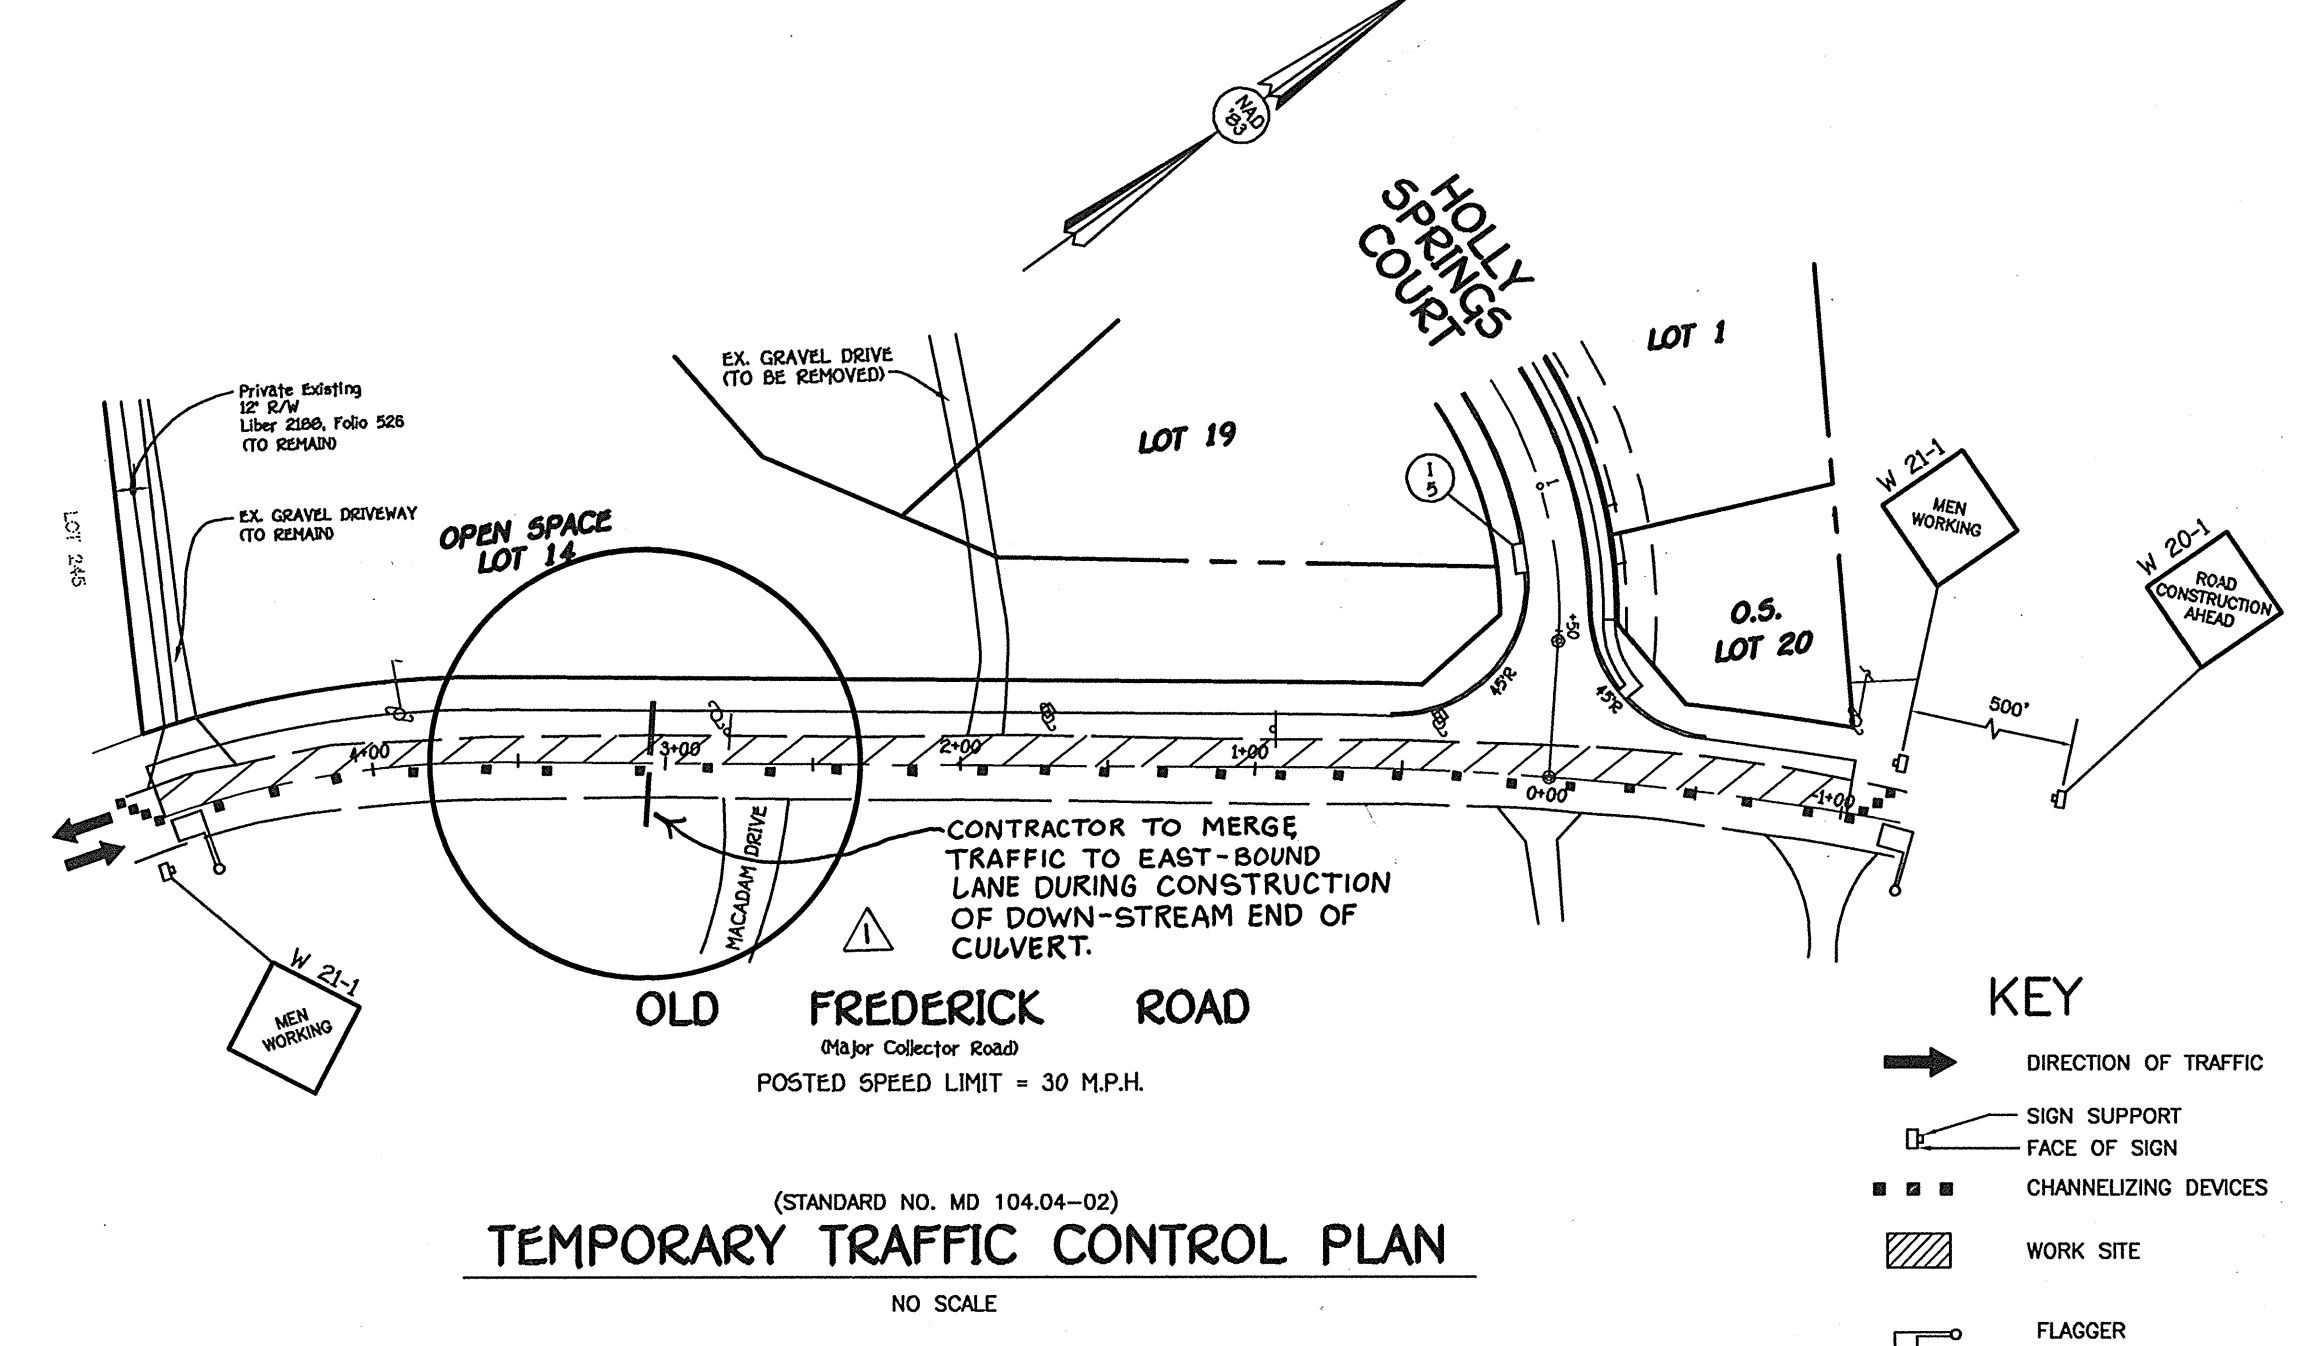 NAD
'83
HOLLY
SPRINGS
COURT
LOT 1
EX. GRAVEL DRIVE
(TO BE REMOVED)
Private Existing
12' R/W
Liber 2188, Folio 526
(TO REMAIN)
LOT 19
W 21-1
MEN
WORKING
1
5
LOT 245
EX. GRAVEL DRIVEWAY
(TO REMAIN)
OPEN SPACE
LOT 14
W 20-1
ROAD
CONSTRUCTION
AHEAD
O.S.
LOT 20
+50
45'R
45'R
500'
4+00
3+00
2+00
1+00
0+00
-1+00
MACADAM DRIVE
CONTRACTOR TO MERGE
TRAFFIC TO EAST-BOUND
LANE DURING CONSTRUCTION
OF DOWN-STREAM END OF
CULVERT.
1
W 21-1
MEN
WORKING
OLD FREDERICK ROAD
(Major Collector Road)
POSTED SPEED LIMIT = 30 M.P.H.
KEY
DIRECTION OF TRAFFIC
SIGN SUPPORT
FACE OF SIGN
CHANNELIZING DEVICES
WORK SITE
FLAGGER
(STANDARD NO. MD 104.04-02)
TEMPORARY TRAFFIC CONTROL PLAN
NO SCALE